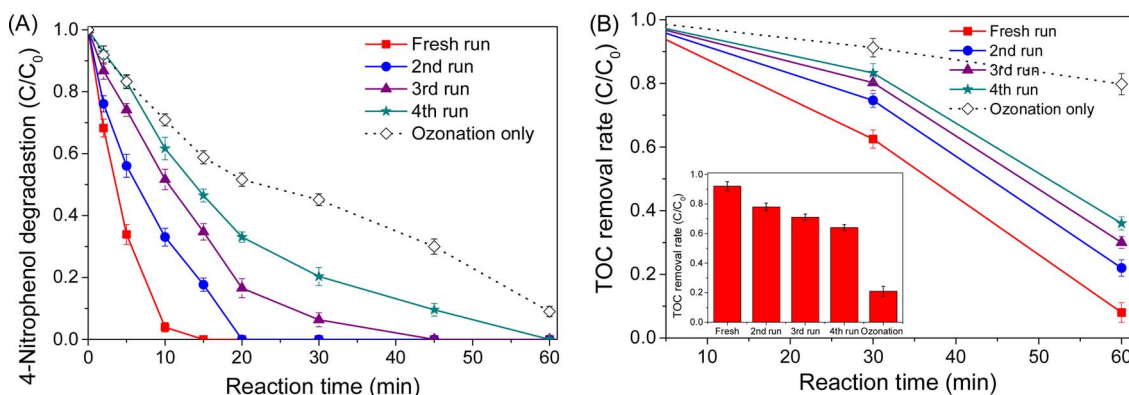 (A)
4-Nitrophenol degradastion (C/C₀)
1.0
0.8
0.6
0.4
0.2
0.0
Fresh run
2nd run
3rd run
4th run
Ozonation only
0 10 20 30 40 50 60
Reaction time (min)
(B)
TOC removal rate (C/C₀)
1.0
0.8
0.6
0.4
0.2
0.0
Fresh run
2nd run
3rd run
4th run
Ozonation only
TOC removal rate (C/C₀)
1.0
0.8
0.6
0.4
0.2
0.0
Fresh 2nd run 3rd run 4th run Ozonation
10 20 30 40 50 60
Reaction time (min)